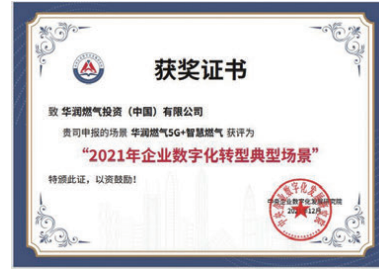 获奖证书
致 华润燃气投资（中国）有限公司
贵司申报的场景 华润燃气5G+智慧燃气 获评为
“2021年企业数字化转型典型场景”
特颁此证，以资鼓励！